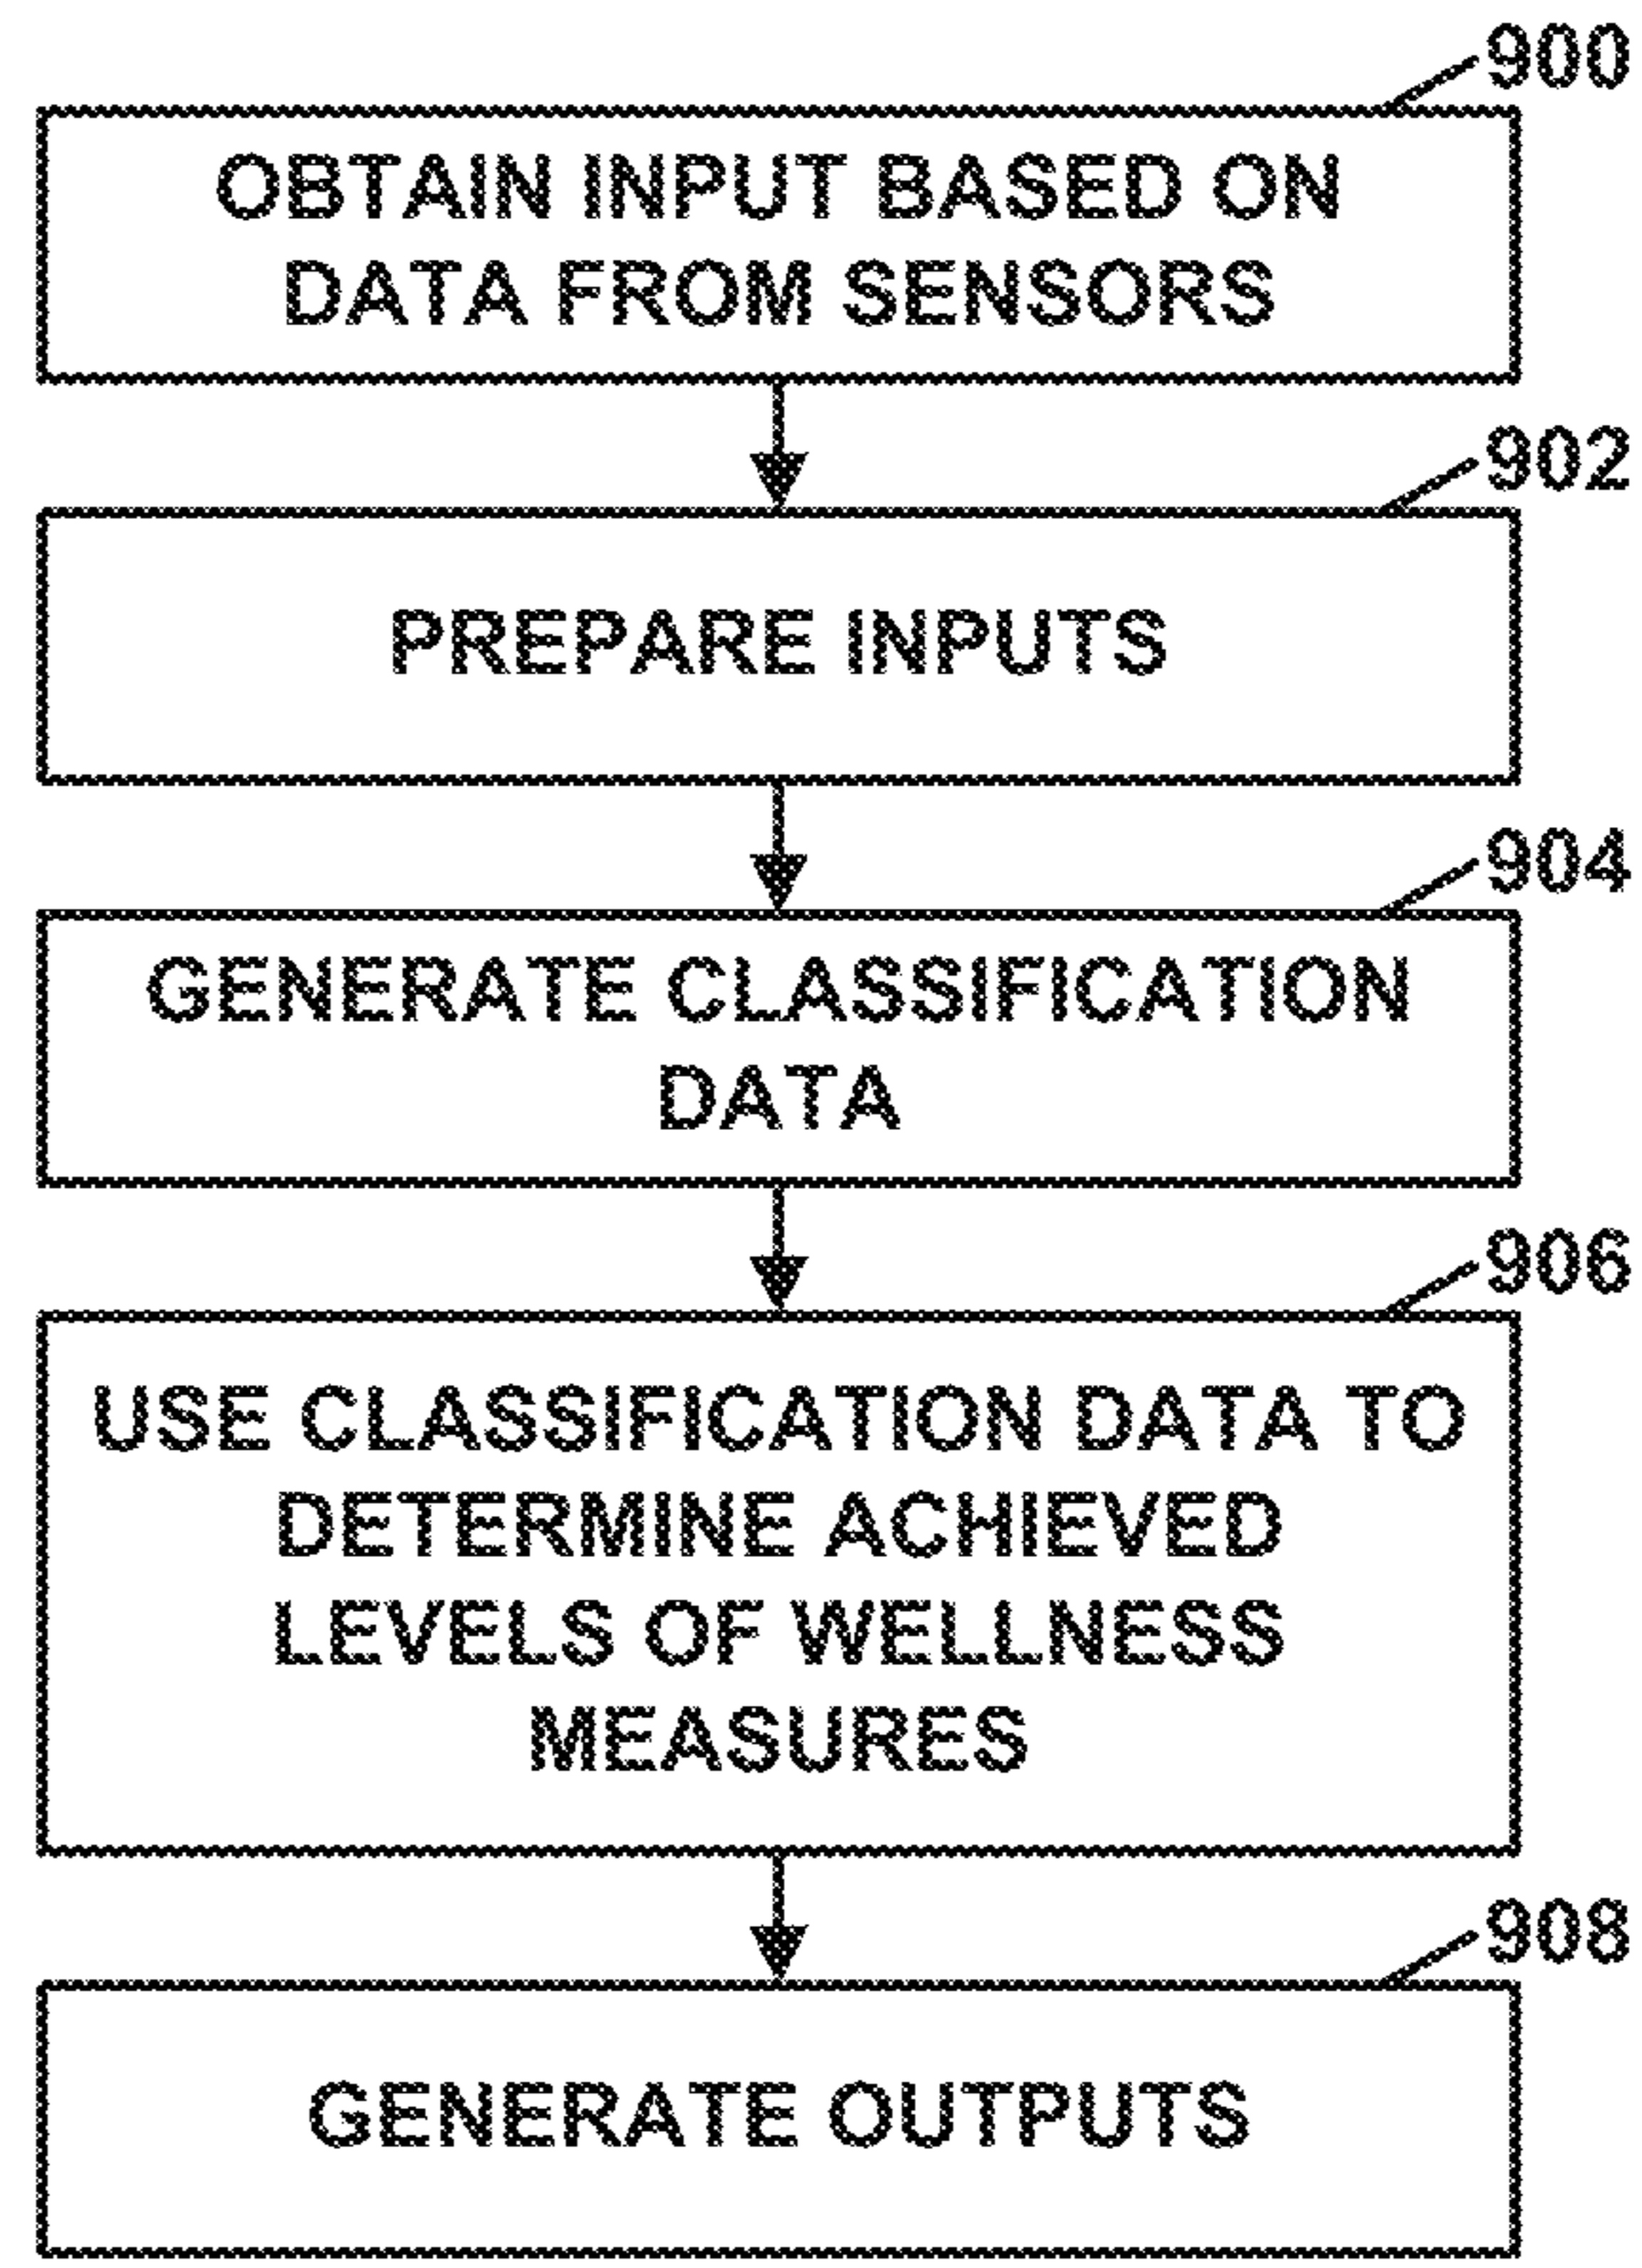 900
OBTAIN INPUT BASED ON
DATA FROM SENSORS
902
PREPARE INPUTS
904
GENERATE CLASSIFICATION
DATA
906
USE CLASSIFICATION DATA TO
DETERMINE ACHIEVED
LEVELS OF WELLNESS
MEASURES
908
GENERATE OUTPUTS